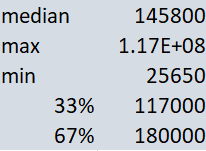 median 145800
max 1.17E+08
min 25650
33% 117000
67% 180000